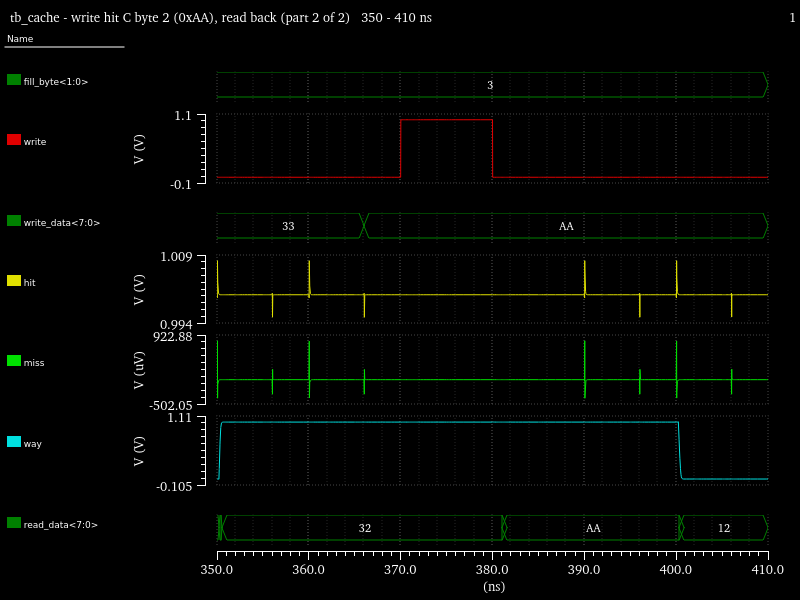 tb_cache - write hit C byte 2 (0xAA), read back (part 2 of 2)   350 - 410 ns
1
Name
fill_byte<1:0>
3
write
V (V)
1.1
-0.1
write_data<7:0>
33
AA
hit
V (V)
1.009
0.994
miss
V (uV)
922.88
-502.05
way
V (V)
1.11
-0.105
read_data<7:0>
32
AA
12
350.0 360.0 370.0 380.0 390.0 400.0 410.0
(ns)